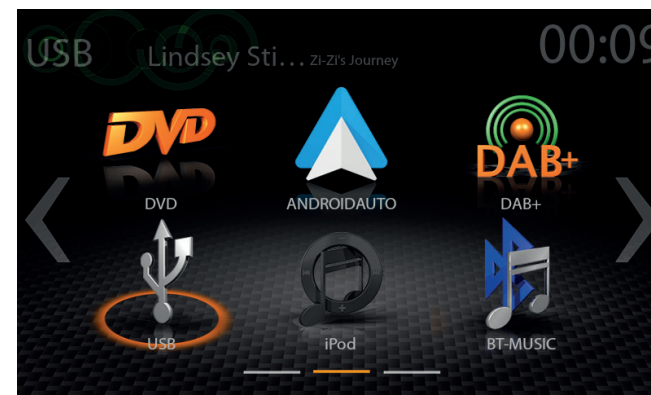 USB Lindsey Sti... Zi-Zi's Journey 00:09
DVD DAB+
DVD ANDROIDAUTO DAB+
USB iPod BT-MUSIC